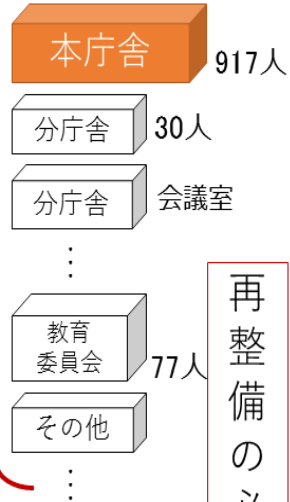 本庁舎
917人
分庁舎
30人
分庁舎
会議室
⋮
教育
委員会
77人
その他
⋮
再整備の